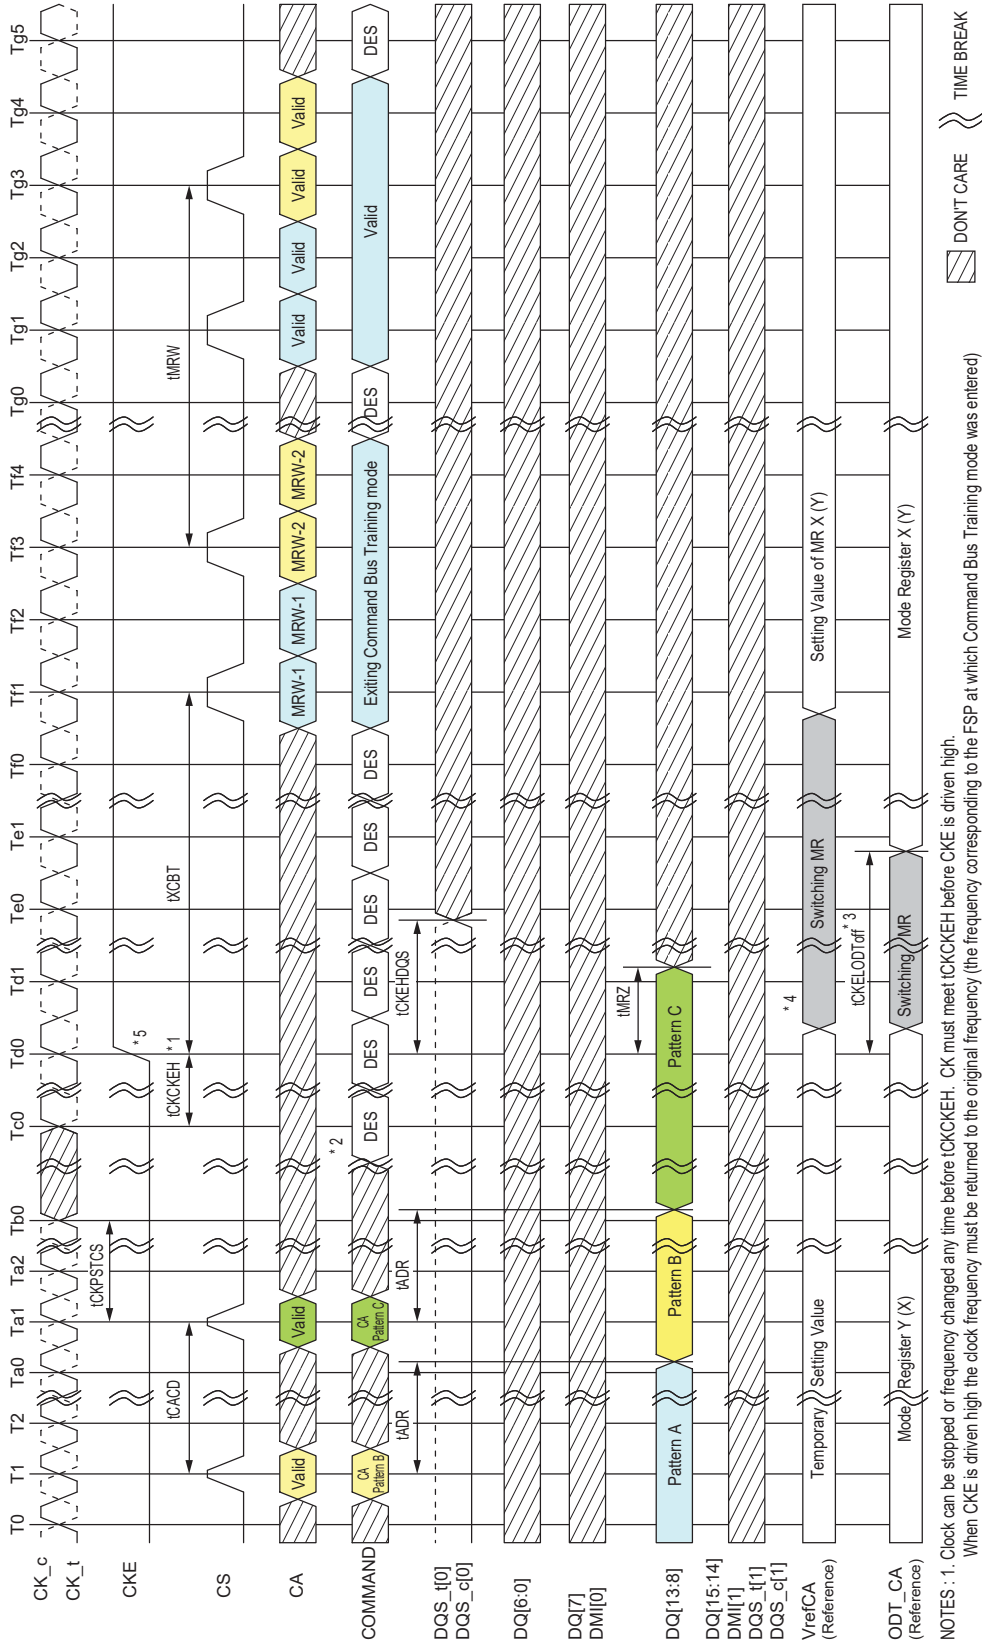 T0 T1 T2 Ta0 Ta1 Ta2 Tb0 Tc0 Td0 Td1 Te0 Te1 Tf0 Tf1 Tf2 Tf3 Tf4 Tg0 Tg1 Tg2 Tg3 Tg4 Tg5
CK_c
CK_t
tCKPSTCS
CKE
tCKCKEH * 1
* 5
tXCBT
tMRW
tCACD
CS
CA
Valid Valid MRW-1 MRW-1 MRW-2 MRW-2 Valid Valid Valid Valid
* 2
COMMAND
CA Pattern B
CA Pattern C
DES DES DES DES DES DES Exiting Command Bus Training mode DES Valid DES
tADR tADR tCKEHDQS
DQS_t[0]
DQS_c[0]
DQ[6:0]
DQ[7]
DMI[0]
tMRZ
DQ[13:8]
Pattern A Pattern B Pattern C
DQ[15:14]
DMI[1]
DQS_t[1]
DQS_c[1]
* 4
VrefCA
(Reference)
Temporary Setting Value Switching MR Setting Value of MR X (Y)
tCKELODToff * 3
ODT_CA
(Reference)
Mode Register Y (X) Switching MR Mode Register X (Y)
NOTES : 1. Clock can be stopped or frequency changed any time before tCKCKEH. CK must meet tCKCKEH before CKE is driven high.
When CKE is driven high the clock frequency must be returned to the original frequency (the frequency corresponding to the FSP at which Command Bus Training mode was entered)
DON'T CARE
TIME BREAK